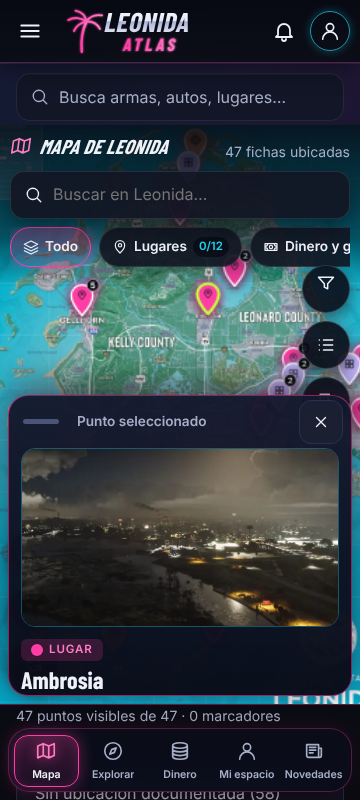 LEONIDA
ATLAS
Busca armas, autos, lugares...
MAPA DE LEONIDA
47 fichas ubicadas
Buscar en Leonida...
Todo
Lugares 0/12
Dinero y g
2
5
KELLY COUNTY
LEONARD COUNTY
2
2
Punto seleccionado
LUGAR
Ambrosia
47 puntos visibles de 47 · 0 marcadores
Mapa
Explorar
Dinero
Mi espacio
Novedades
Sin ubicación documentada (58)